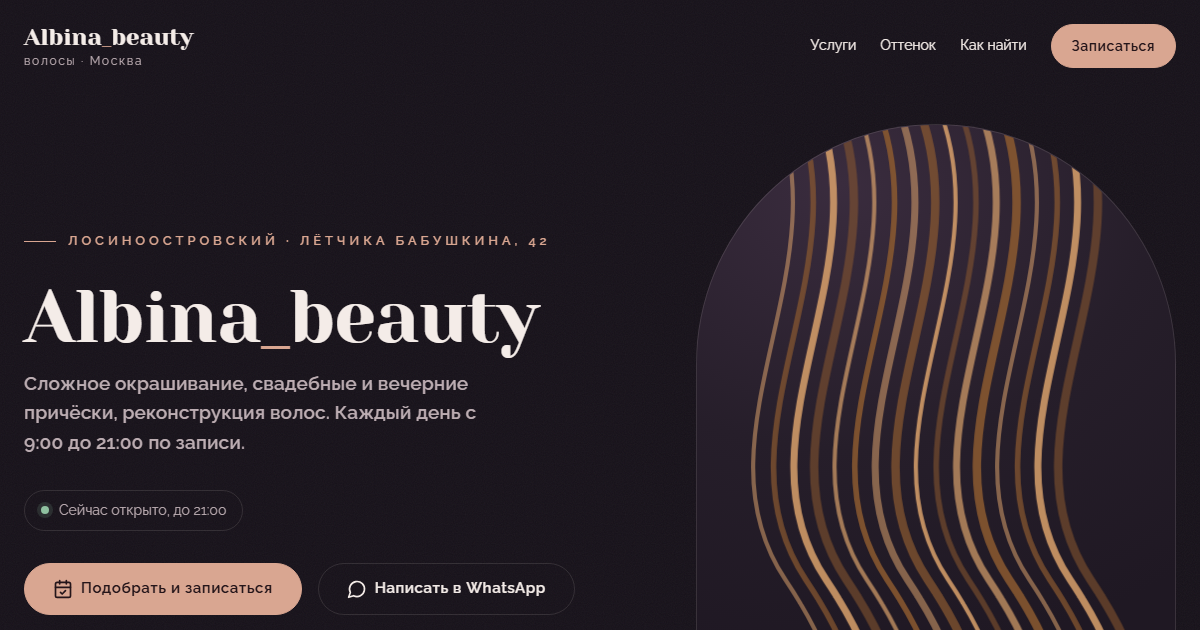 Albina_beauty
волосы · Москва
Услуги
Оттенок
Как найти
Записаться
ЛОСИНООСТРОВСКИЙ · ЛЁТЧИКА БАБУШКИНА, 42
Albina_beauty
Сложное окрашивание, свадебные и вечерние
причёски, реконструкция волос. Каждый день с
9:00 до 21:00 по записи.
Сейчас открыто, до 21:00
Подобрать и записаться
Написать в WhatsApp